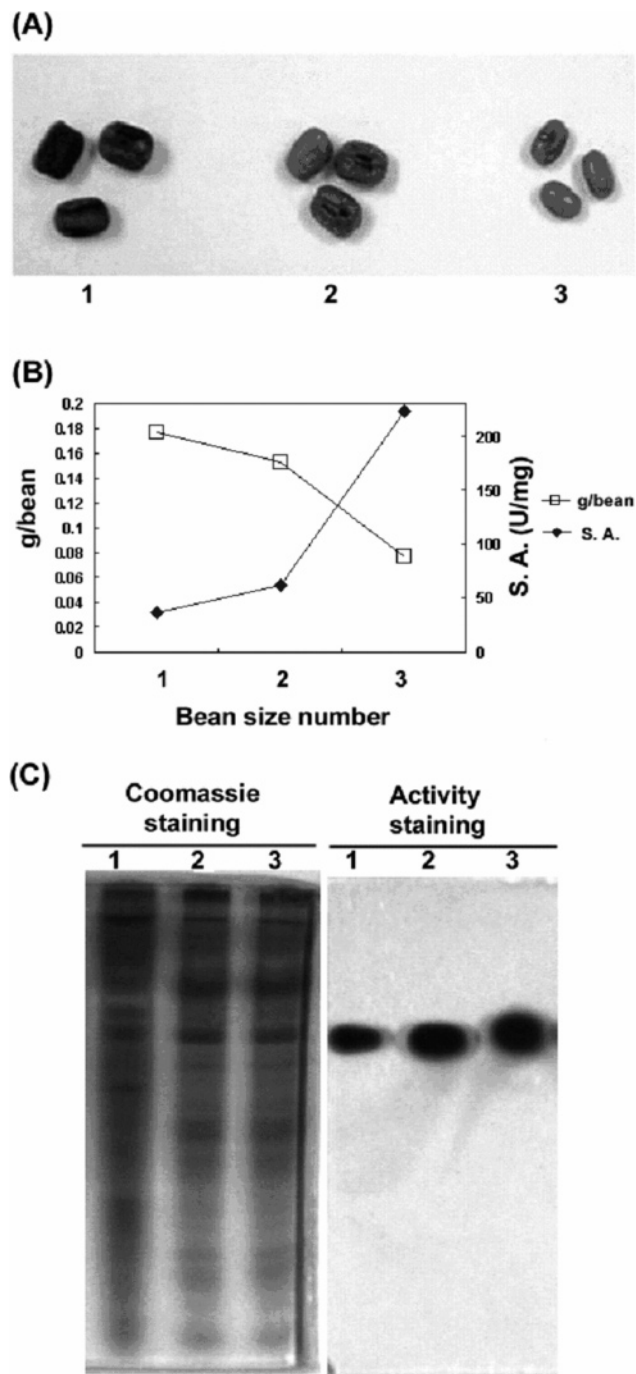 (A)
1 2 3
(B)
0.2
0.18
0.16
0.14
0.12
0.1
0.08
0.06
0.04
0.02
0
g/bean
200
150
100
50
0
S. A. (U/mg)
g/bean
S. A.
1 2 3
Bean size number
(C)
Coomassie
staining
Activity
staining
1 2 3
1 2 3